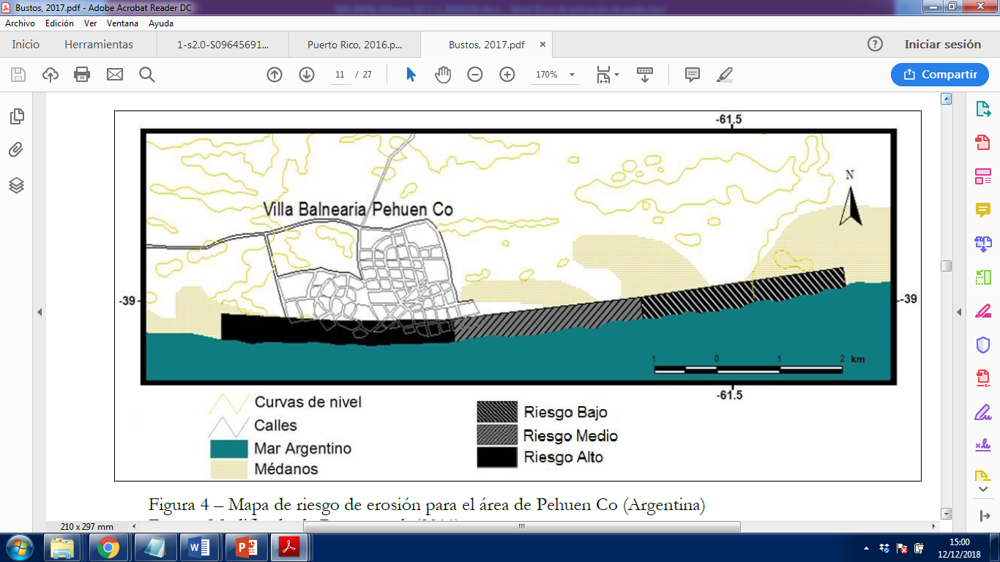 Bustos, 2017.pdf - Adobe Acrobat Reader DC
Archivo Edición Ver Ventana Ayuda
Inicio Herramientas 1-s2.0-S09645691... Puerto Rico, 2016.p... Bustos, 2017.pdf × ? Iniciar sesión
11 / 27 170% Compartir
-61.5
N
Villa Balnearia Pehuen Co
-39 -39
1 0 1 2 km
-61.5
Curvas de nivel
Calles
Mar Argentino
Médanos
Riesgo Bajo
Riesgo Medio
Riesgo Alto
Figura 4 – Mapa de riesgo de erosión para el área de Pehuen Co (Argentina)
210 x 297 mm
15:00
12/12/2018